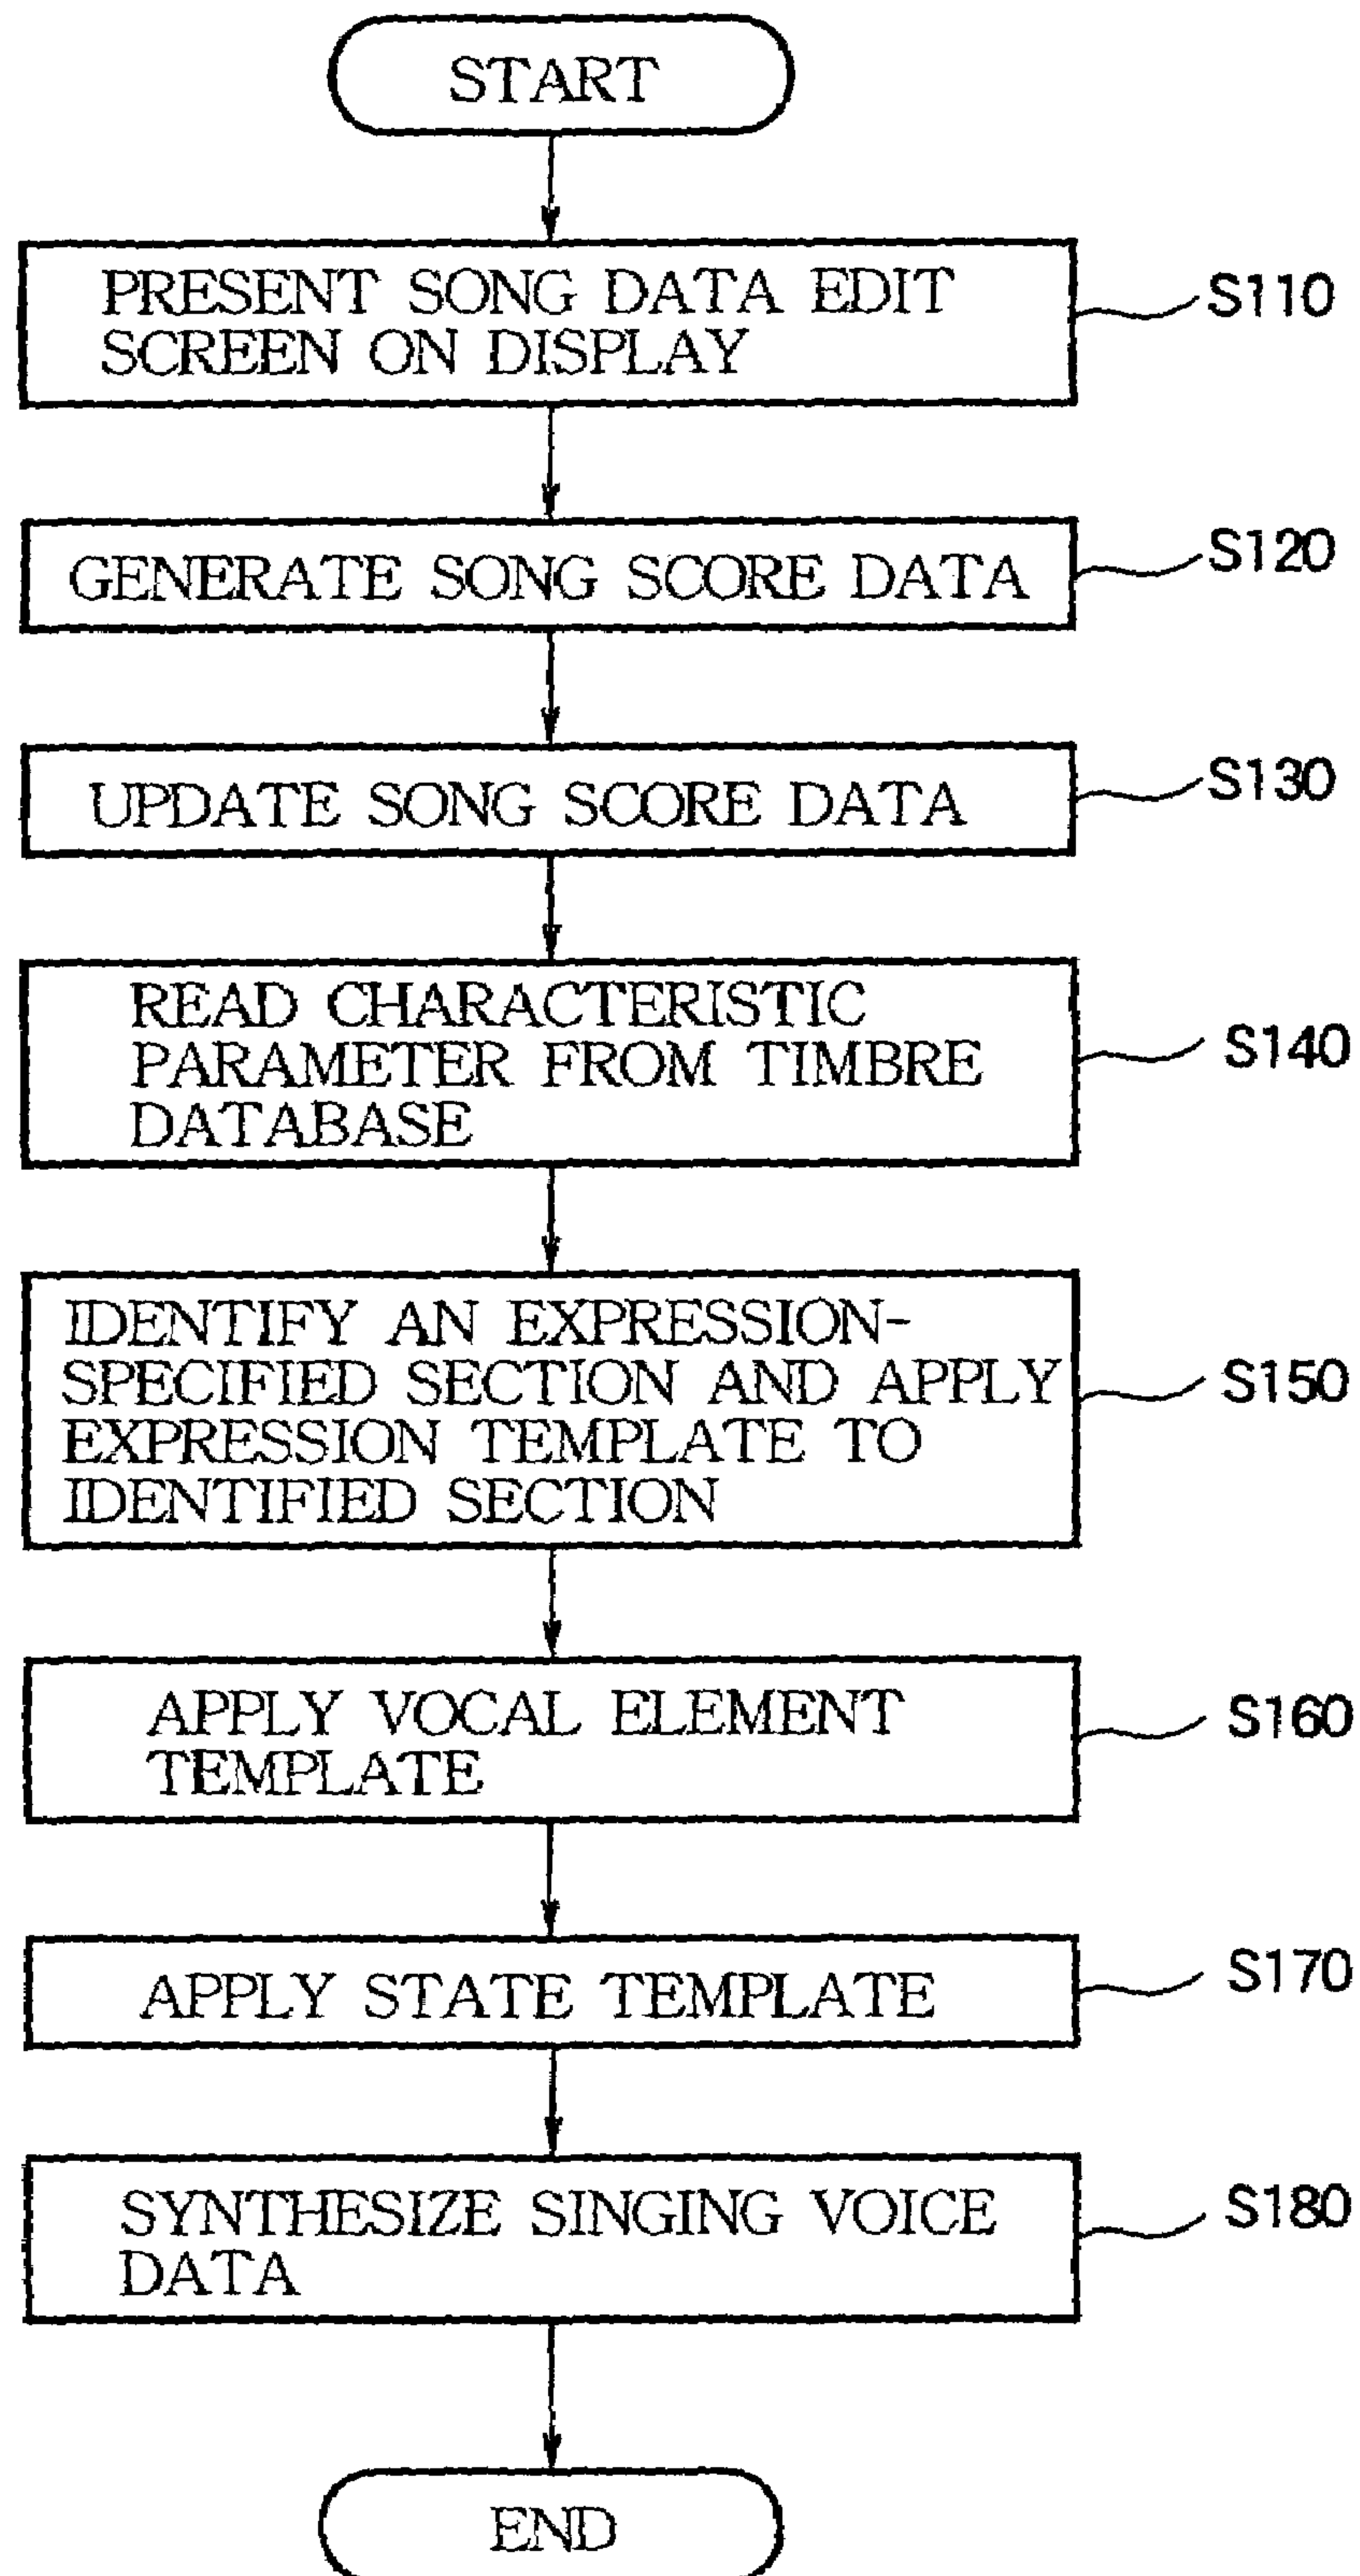 START
PRESENT SONG DATA EDIT
SCREEN ON DISPLAY
S110
GENERATE SONG SCORE DATA
S120
UPDATE SONG SCORE DATA
S130
READ CHARACTERISTIC
PARAMETER FROM TIMBRE
DATABASE
S140
IDENTIFY AN EXPRESSION-
SPECIFIED SECTION AND APPLY
EXPRESSION TEMPLATE TO
IDENTIFIED SECTION
S150
APPLY VOCAL ELEMENT
TEMPLATE
S160
APPLY STATE TEMPLATE
S170
SYNTHESIZE SINGING VOICE
DATA
S180
END